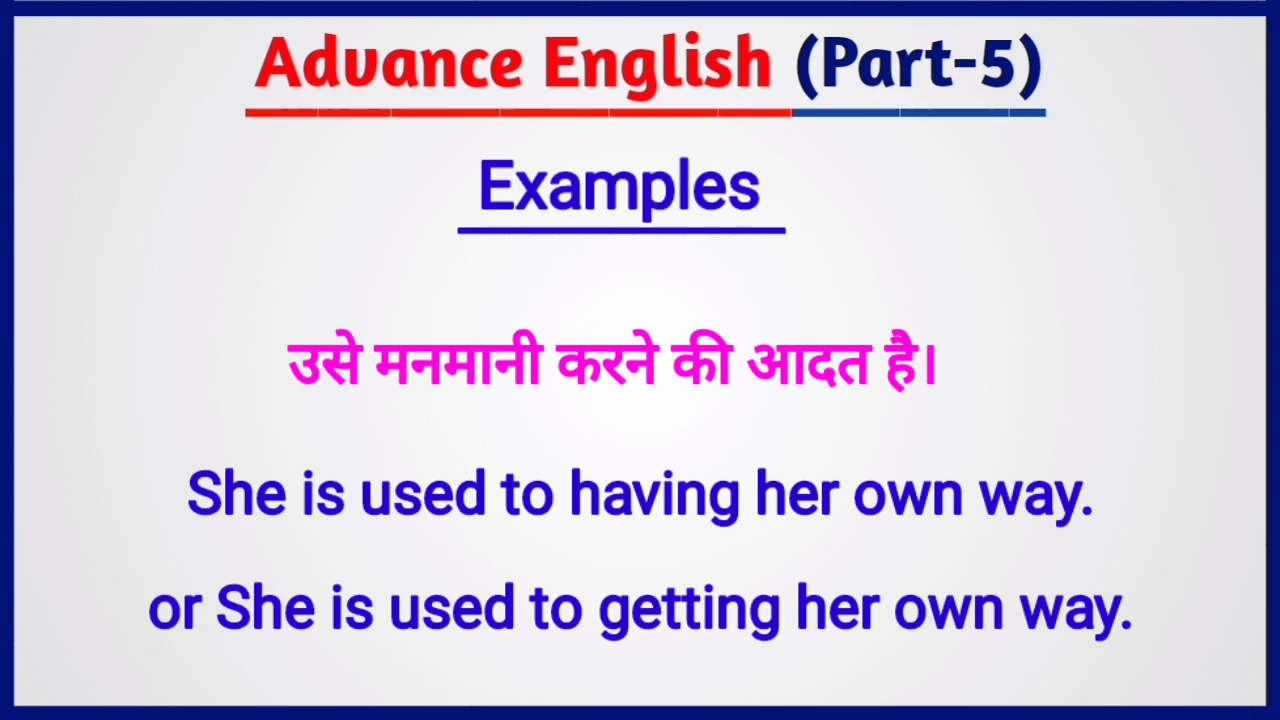 Advance English (Part-5)
Examples
उसे मनमानी करने की आदत है।
She is used to having her own way.
or She is used to getting her own way.